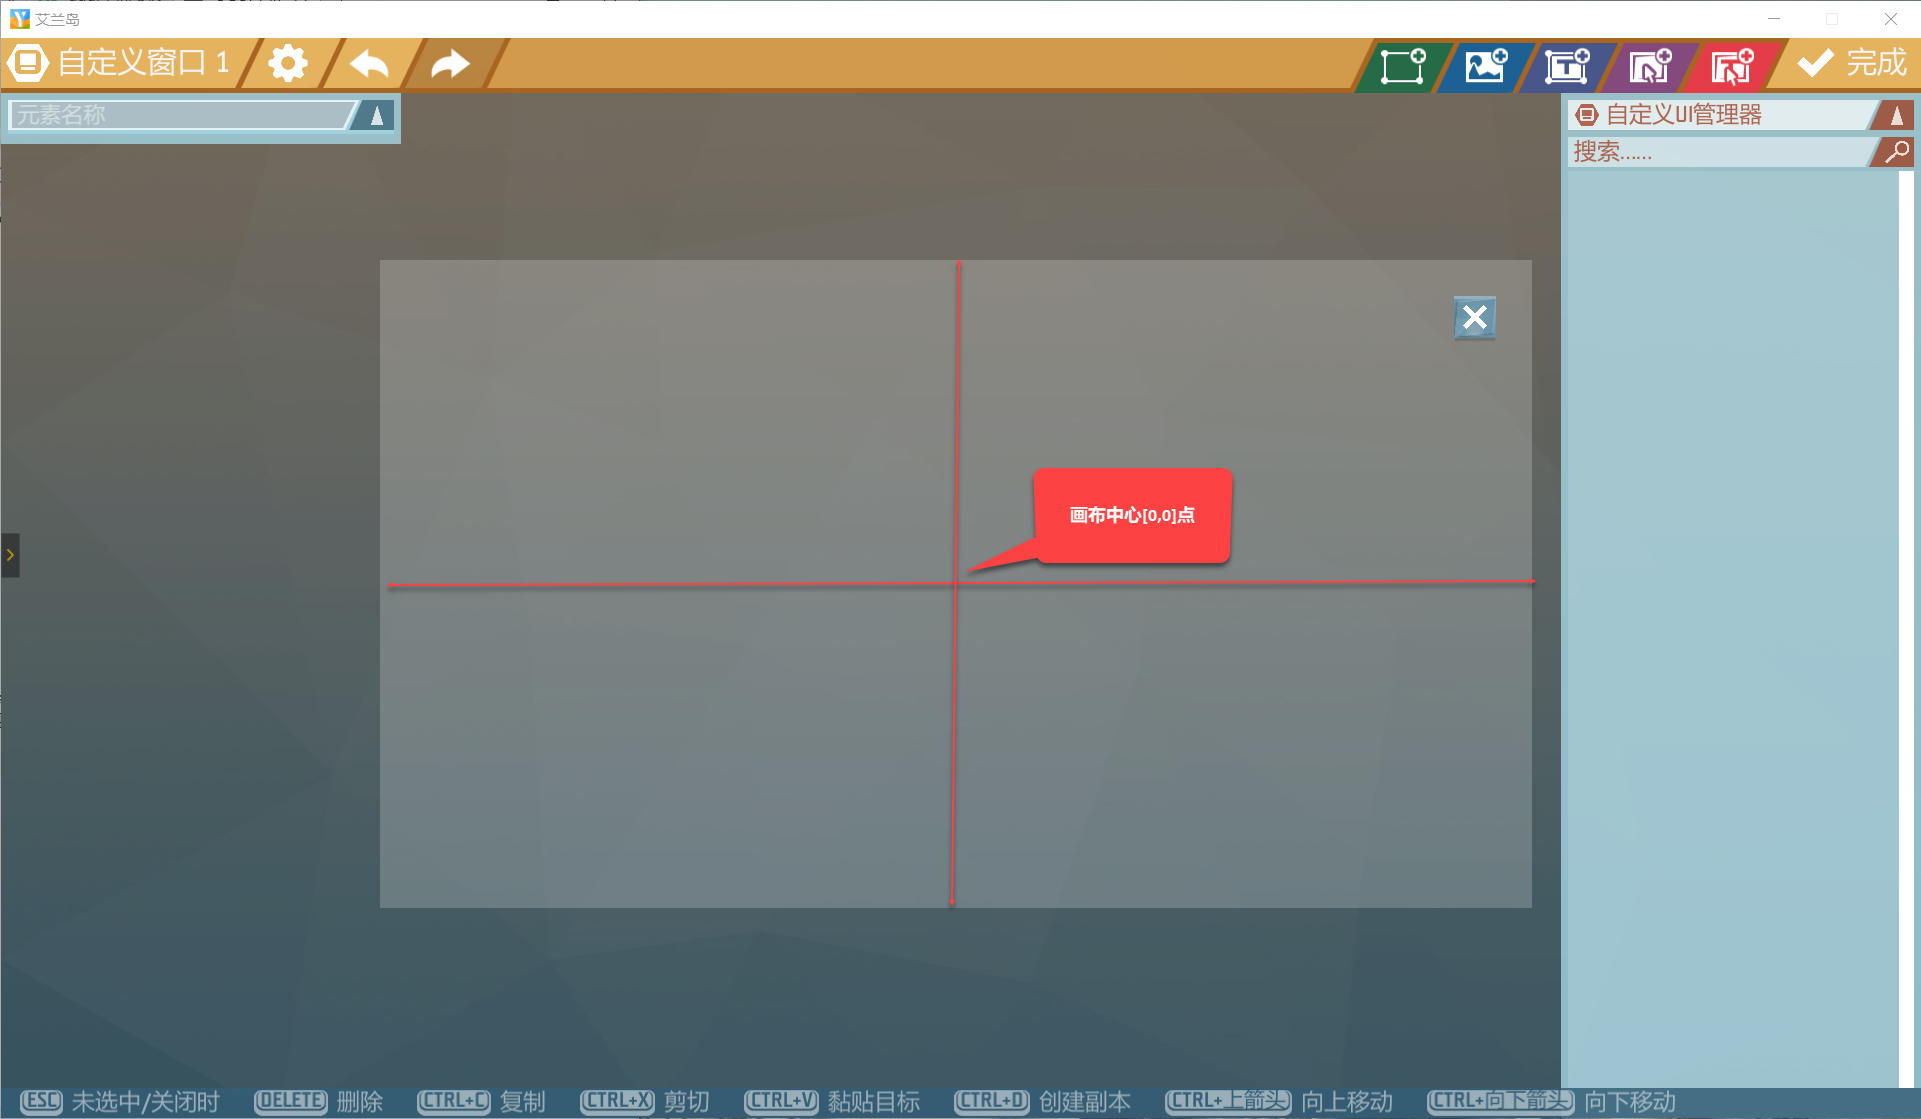 艾兰岛
自定义窗口 1
完成
元素名称
自定义UI管理器
搜索......
画布中心[0,0]点
ESC 未选中/关闭时 DELETE 删除 CTRL+C 复制 CTRL+X 剪切 CTRL+V 黏贴目标 CTRL+D 创建副本 CTRL+上箭头 向上移动 CTRL+向下箭头 向下移动